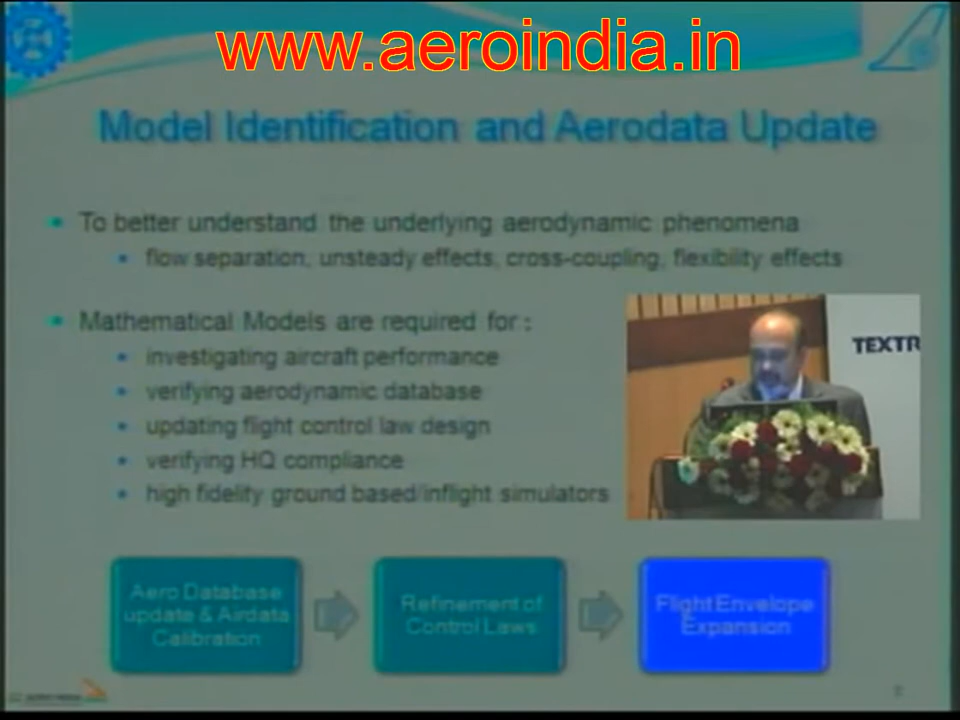 www.aeroindia.in
Model Identification and Aerodata Update
To better understand the underlying aerodynamic phenomena
flow separation, unsteady effects, cross-coupling, flexibility effects
Mathematical Models are required for :
investigating aircraft performance
TEXTR
verifying aerodynamic database
updating flight control law design
verifying HQ compliance
high fidelity ground based/inflight simulators
Aero Database
update & Airdata
Calibration
Refinement of
Control Laws
Flight Envelope
Expansion